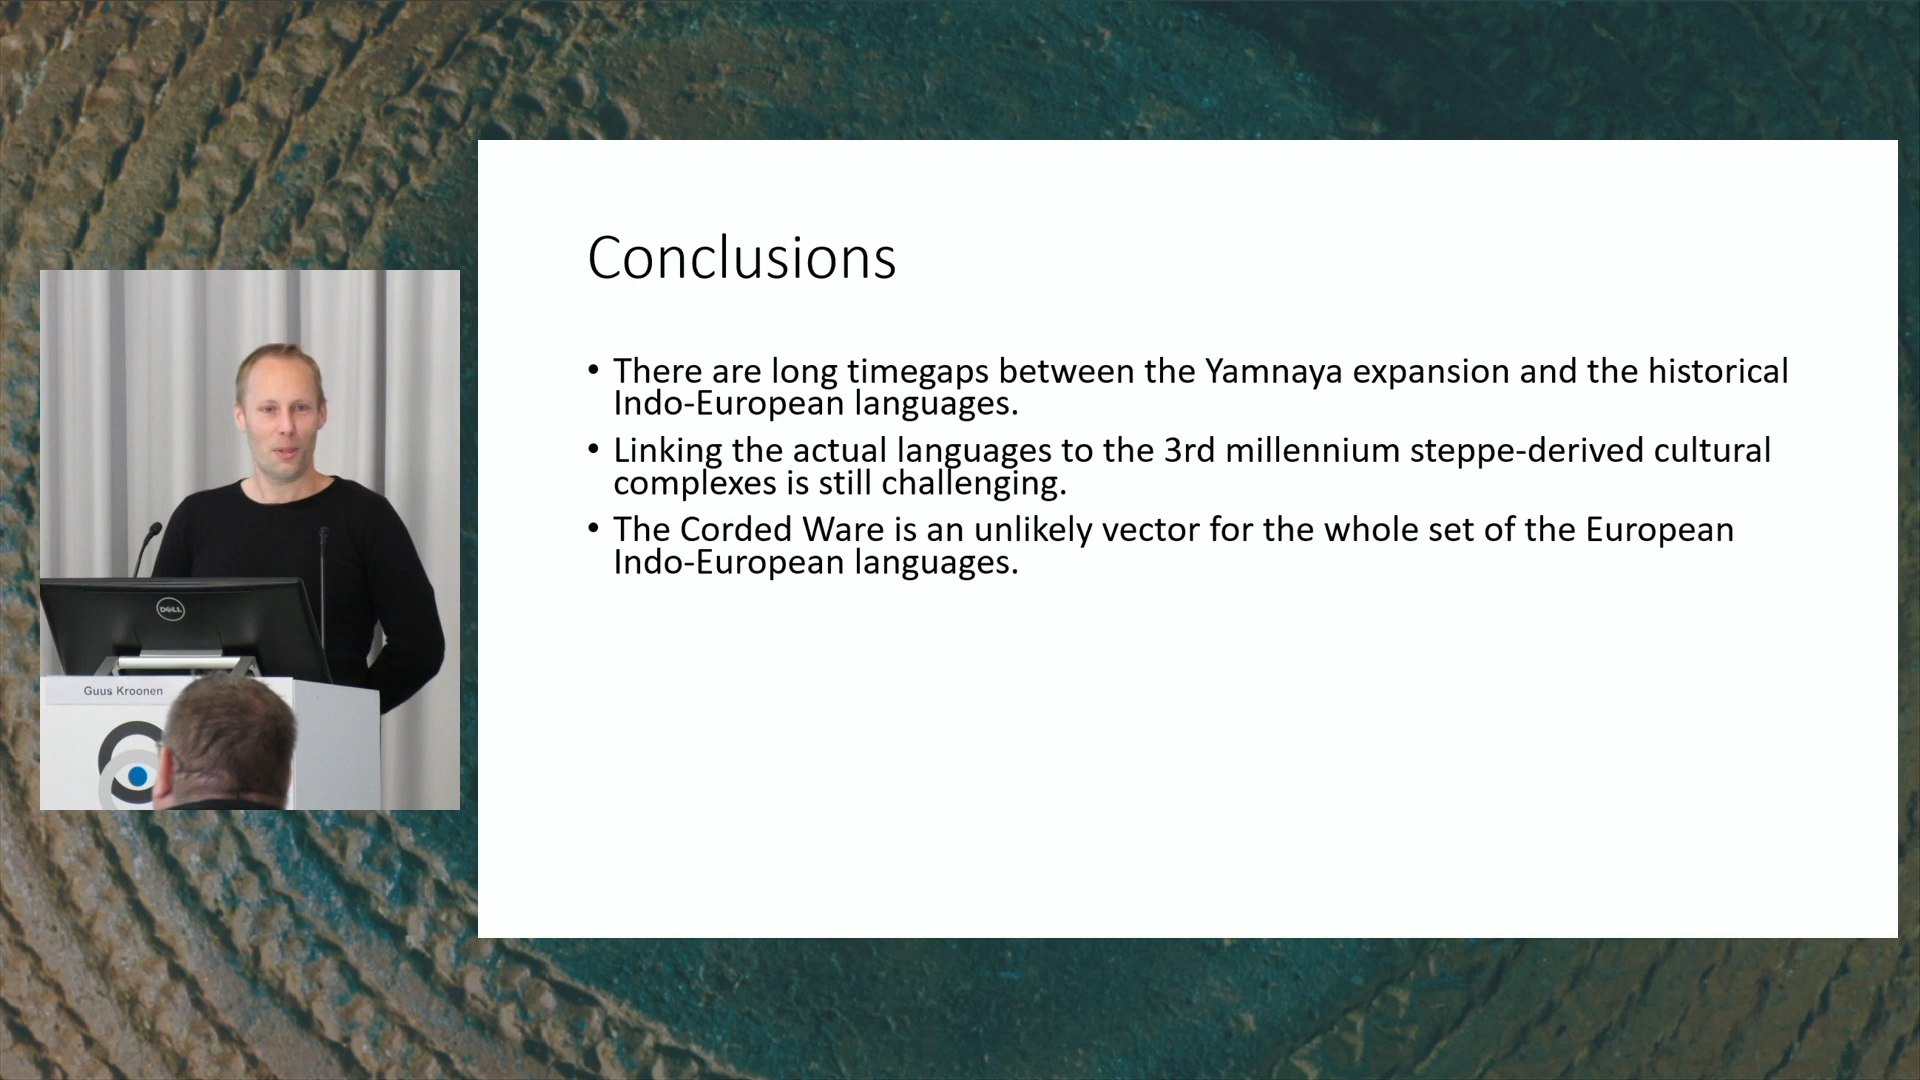 Conclusions
• There are long timegaps between the Yamnaya expansion and the historical
Indo-European languages.
• Linking the actual languages to the 3rd millennium steppe-derived cultural
complexes is still challenging.
• The Corded Ware is an unlikely vector for the whole set of the European
Indo-European languages.
DELL
Guus Kroonen